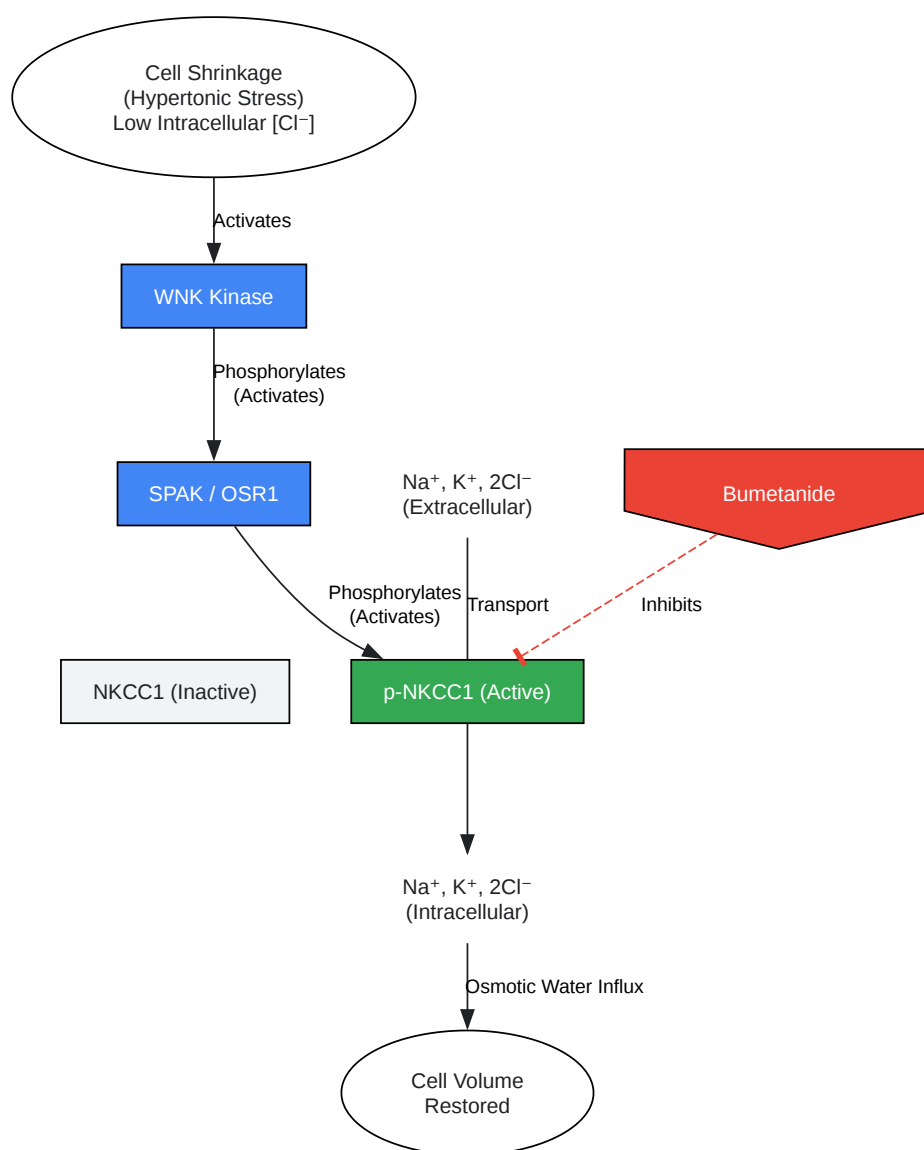 Cell Shrinkage
(Hypertonic Stress)
Low Intracellular [Cl⁻]
Activates
WNK Kinase
Phosphorylates
(Activates)
SPAK / OSR1
Na⁺, K⁺, 2Cl⁻
(Extracellular)
Bumetanide
Phosphorylates
(Activates)
Transport
Inhibits
NKCC1 (Inactive)
p-NKCC1 (Active)
Na⁺, K⁺, 2Cl⁻
(Intracellular)
Osmotic Water Influx
Cell Volume
Restored